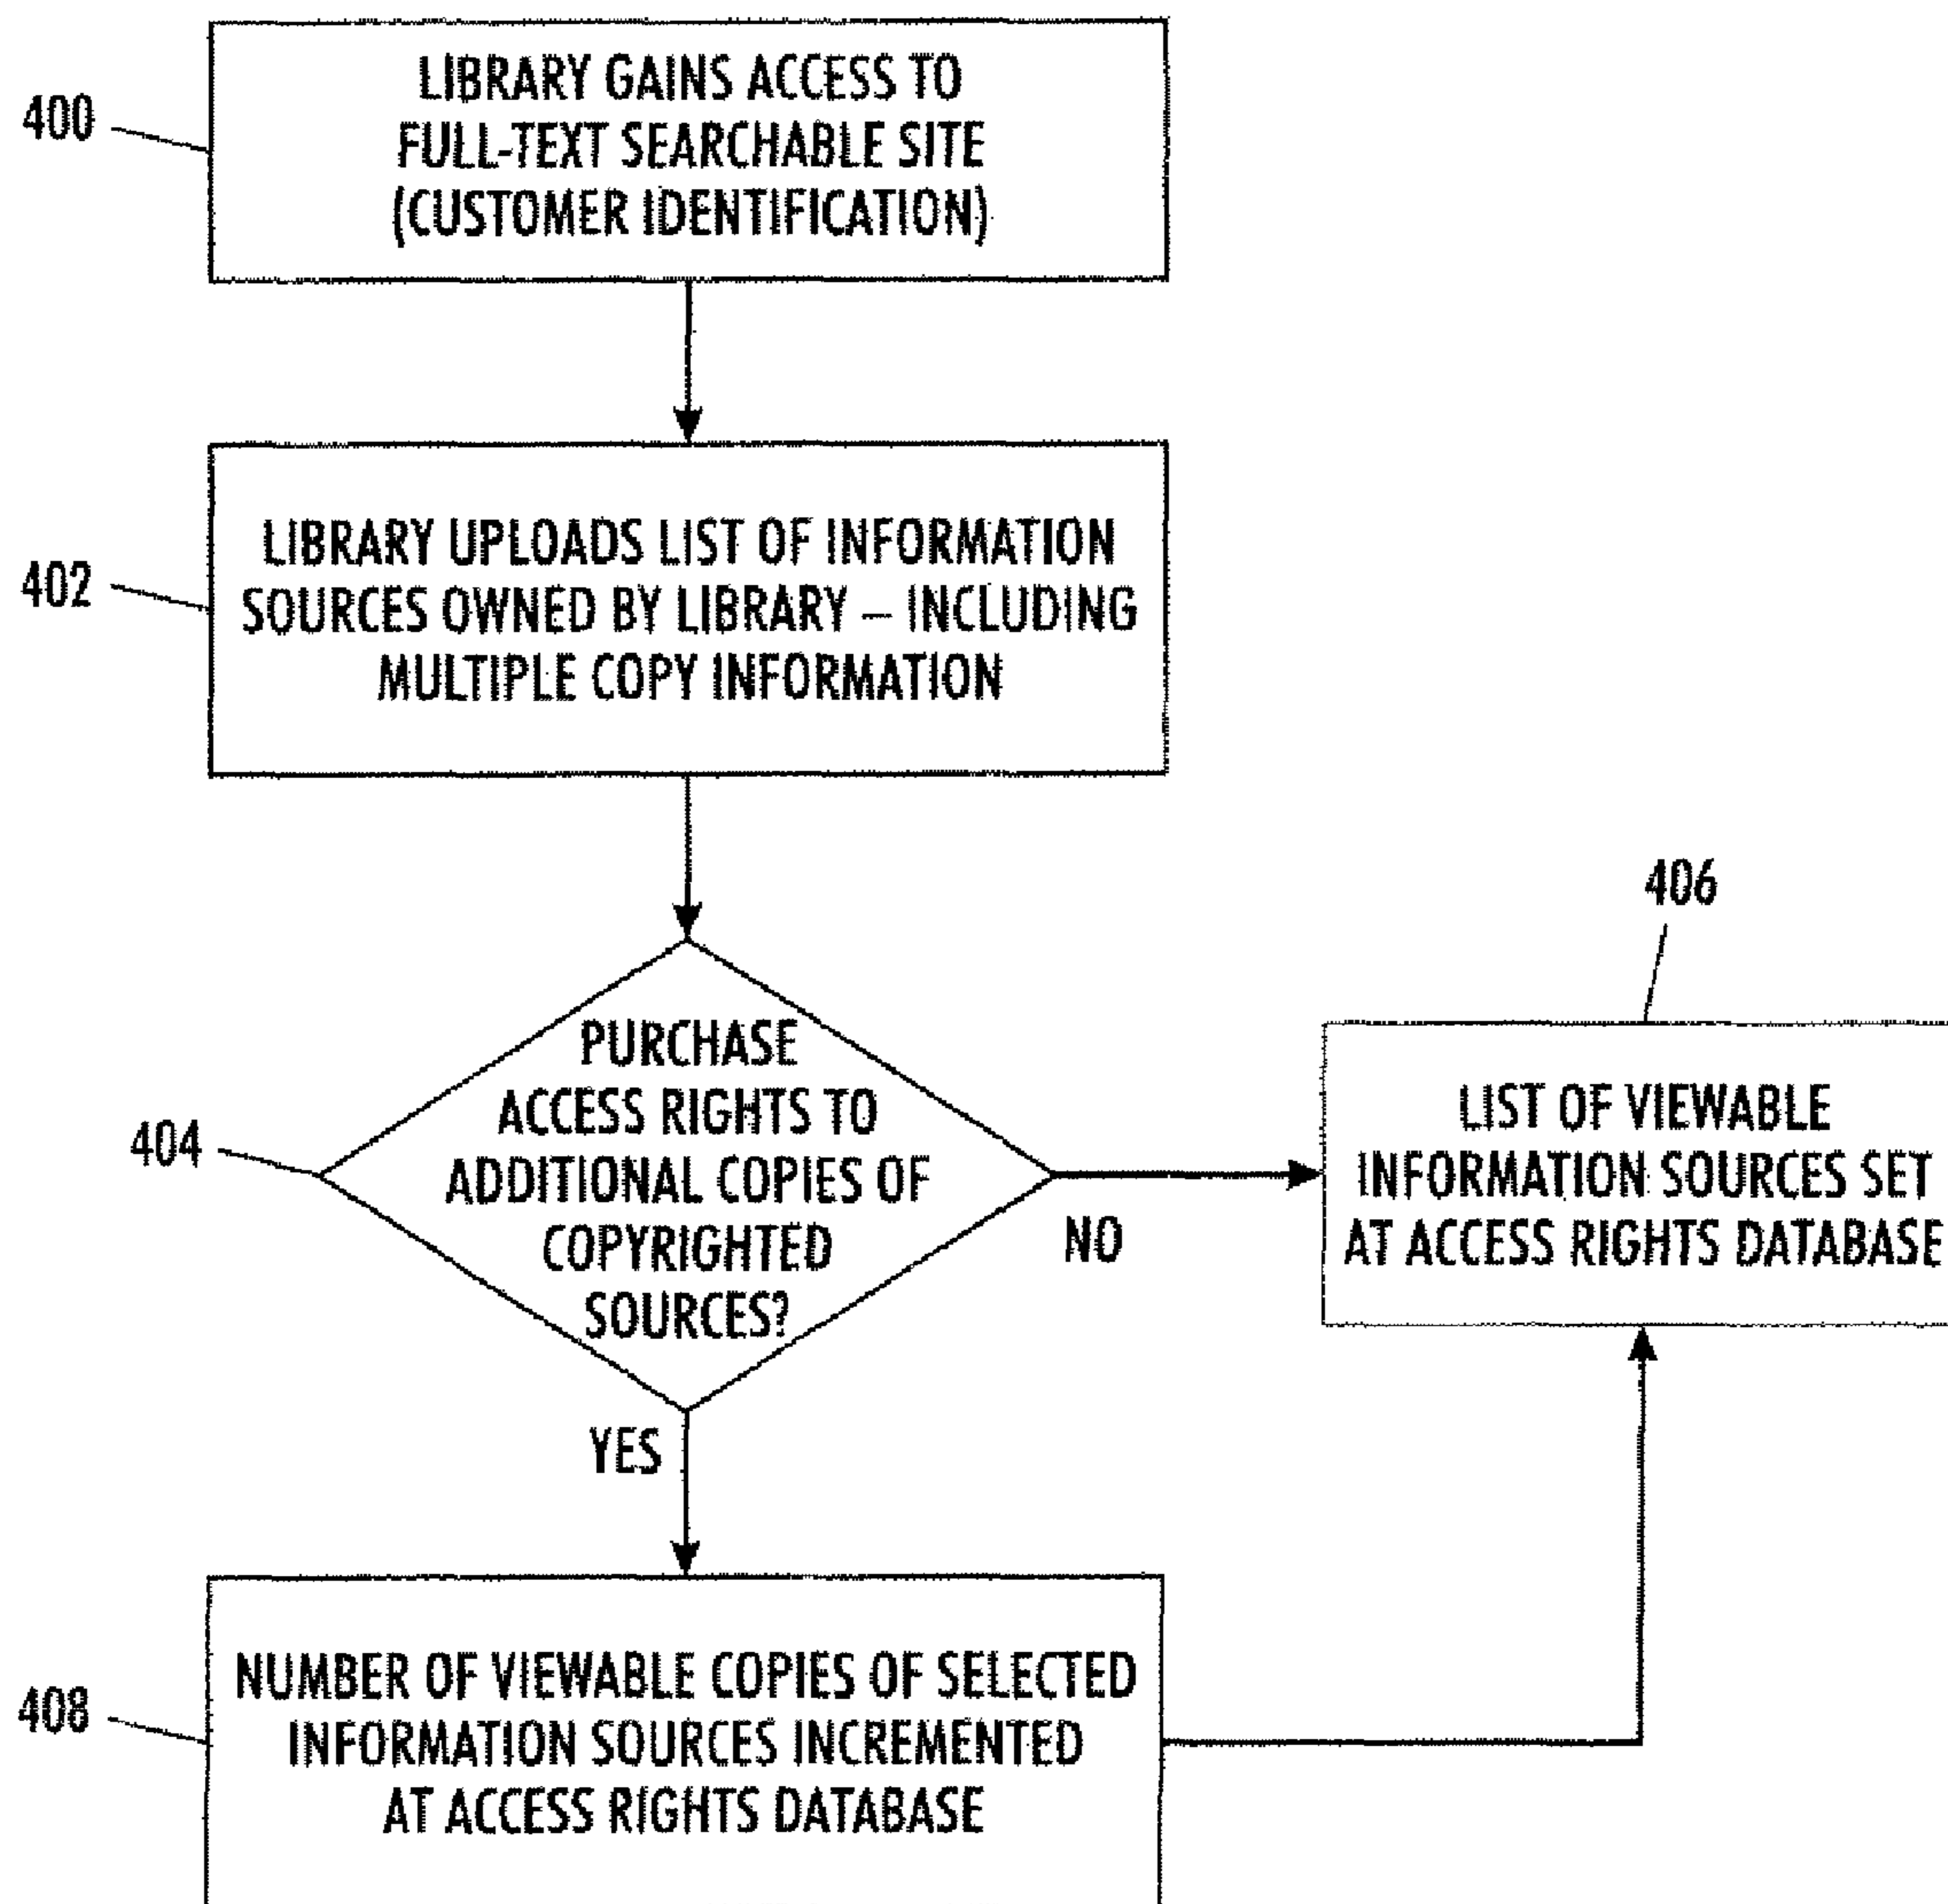 400
LIBRARY GAINS ACCESS TO
FULL-TEXT SEARCHABLE SITE
(CUSTOMER IDENTIFICATION)
402
LIBRARY UPLOADS LIST OF INFORMATION
SOURCES OWNED BY LIBRARY – INCLUDING
MULTIPLE COPY INFORMATION
404
PURCHASE
ACCESS RIGHTS TO
ADDITIONAL COPIES OF
COPYRIGHTED
SOURCES?
NO
YES
406
LIST OF VIEWABLE
INFORMATION SOURCES SET
AT ACCESS RIGHTS DATABASE
408
NUMBER OF VIEWABLE COPIES OF SELECTED
INFORMATION SOURCES INCREMENTED
AT ACCESS RIGHTS DATABASE